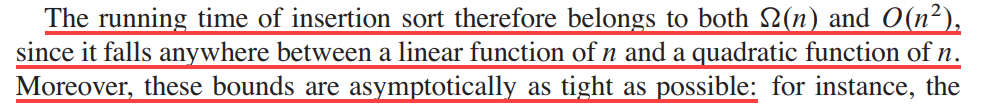 The running time of insertion sort therefore belongs to both Ω(n) and O(n²),
since it falls anywhere between a linear function of n and a quadratic function of n.
Moreover, these bounds are asymptotically as tight as possible: for instance, the